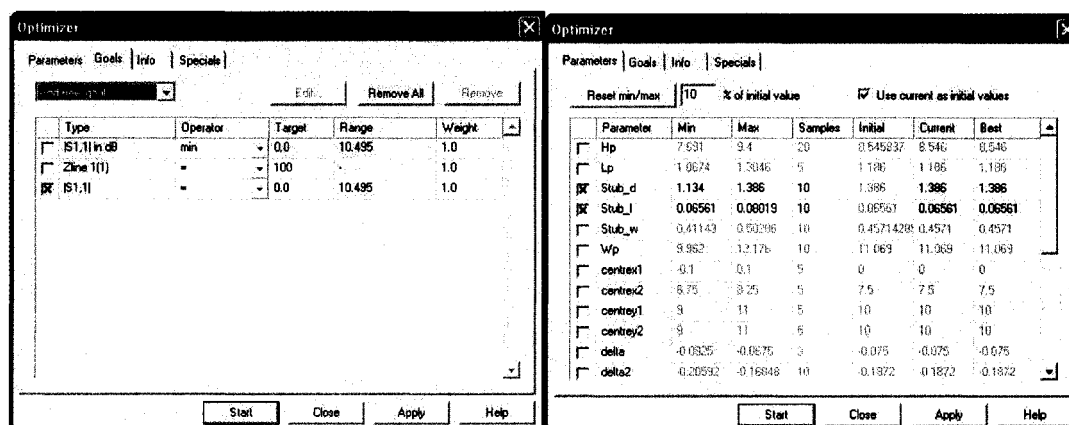 Optimizer
Parameters Goals Info Specials
Edit... Remove All Remove
Type Operator Target Range Weight
|S1,1| in dB min 0.0 10.495 1.0
Zline 1(1) = 100 - 1.0
|S1,1| = 0.0 10.495 1.0
Start Close Apply Help
Optimizer
Parameters Goals Info Specials
Reset min/max 10 % of initial value Use current as initial values
Parameter Min Max Samples Initial Current Best
Hp 9.4 20 8.546 8.546
Lp 1.0674 1.3046 5 1.186 1.186 1.186
Stub_d 1.134 1.386 10 1.386 1.386 1.386
Stub_l 0.06561 0.08019 10 0.06561 0.06561 0.06561
Stub_w 0.41143 10 0.4571 0.4571
Wp 9.962 12.176 10 11.069 11.069 11.069
centrex1 -0.1 0.1 5 0 0 0
centrex2 6.75 8.25 5 7.5 7.5 7.5
centrey1 9 11 5 10 10 10
centrey2 9 11 10 10 10
delta -0.0825 -0.0675 -0.075 -0.075 -0.075
delta2 -0.20592 -0.16848 10 -0.1872 -0.1872 -0.1872
Start Close Apply Help